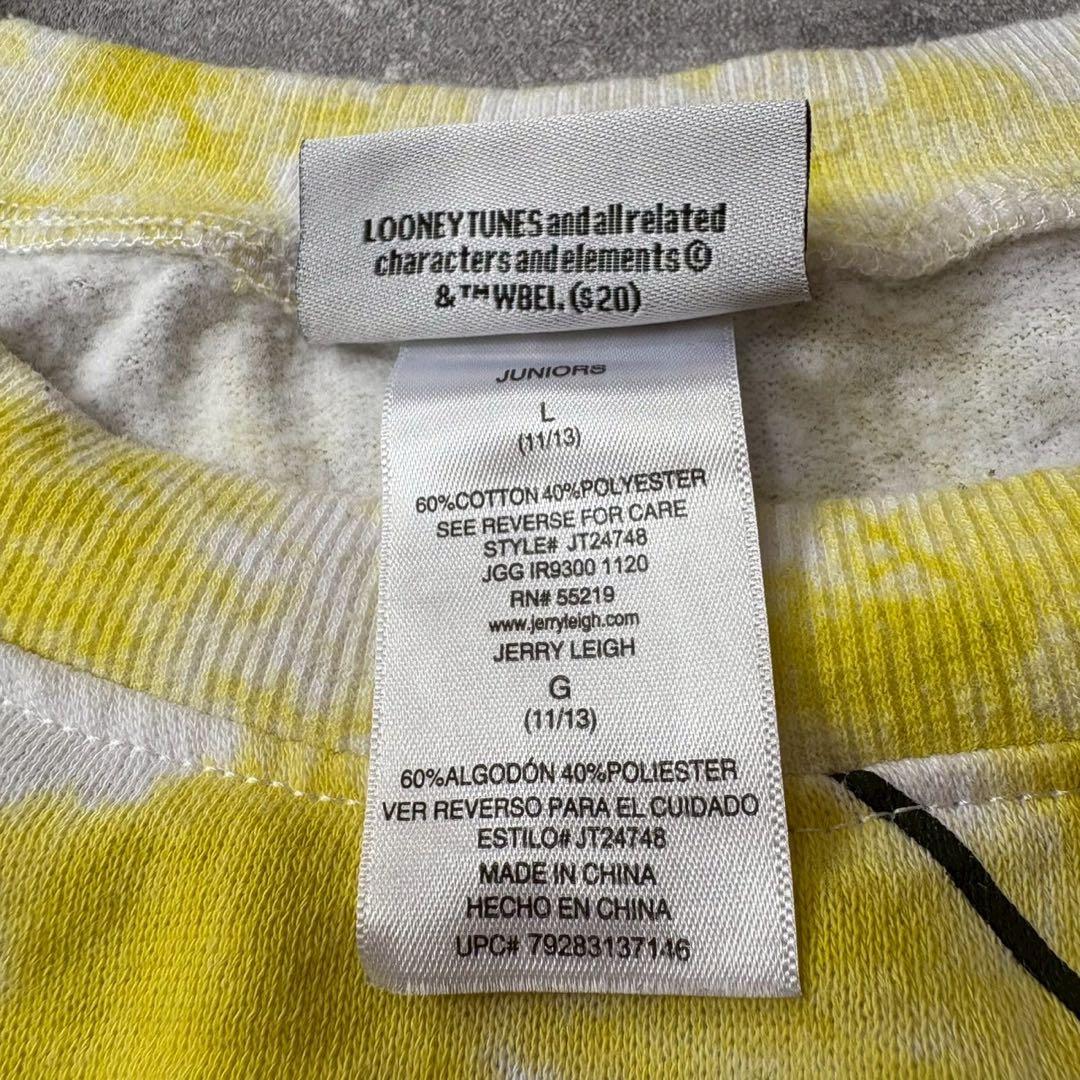 LOONEY TUNES and all related
characters and elements ©
& ™ WBEI. (s20)
JUNIORS
L
(11/13)
60%COTTON 40%POLYESTER
SEE REVERSE FOR CARE
STYLE# JT24748
JGG IR9300 1120
RN# 55219
www.jerryleigh.com
JERRY LEIGH
G
(11/13)
60%ALGODÓN 40%POLIESTER
VER REVERSO PARA EL CUIDADO
ESTILO# JT24748
MADE IN CHINA
HECHO EN CHINA
UPC# 79283137146